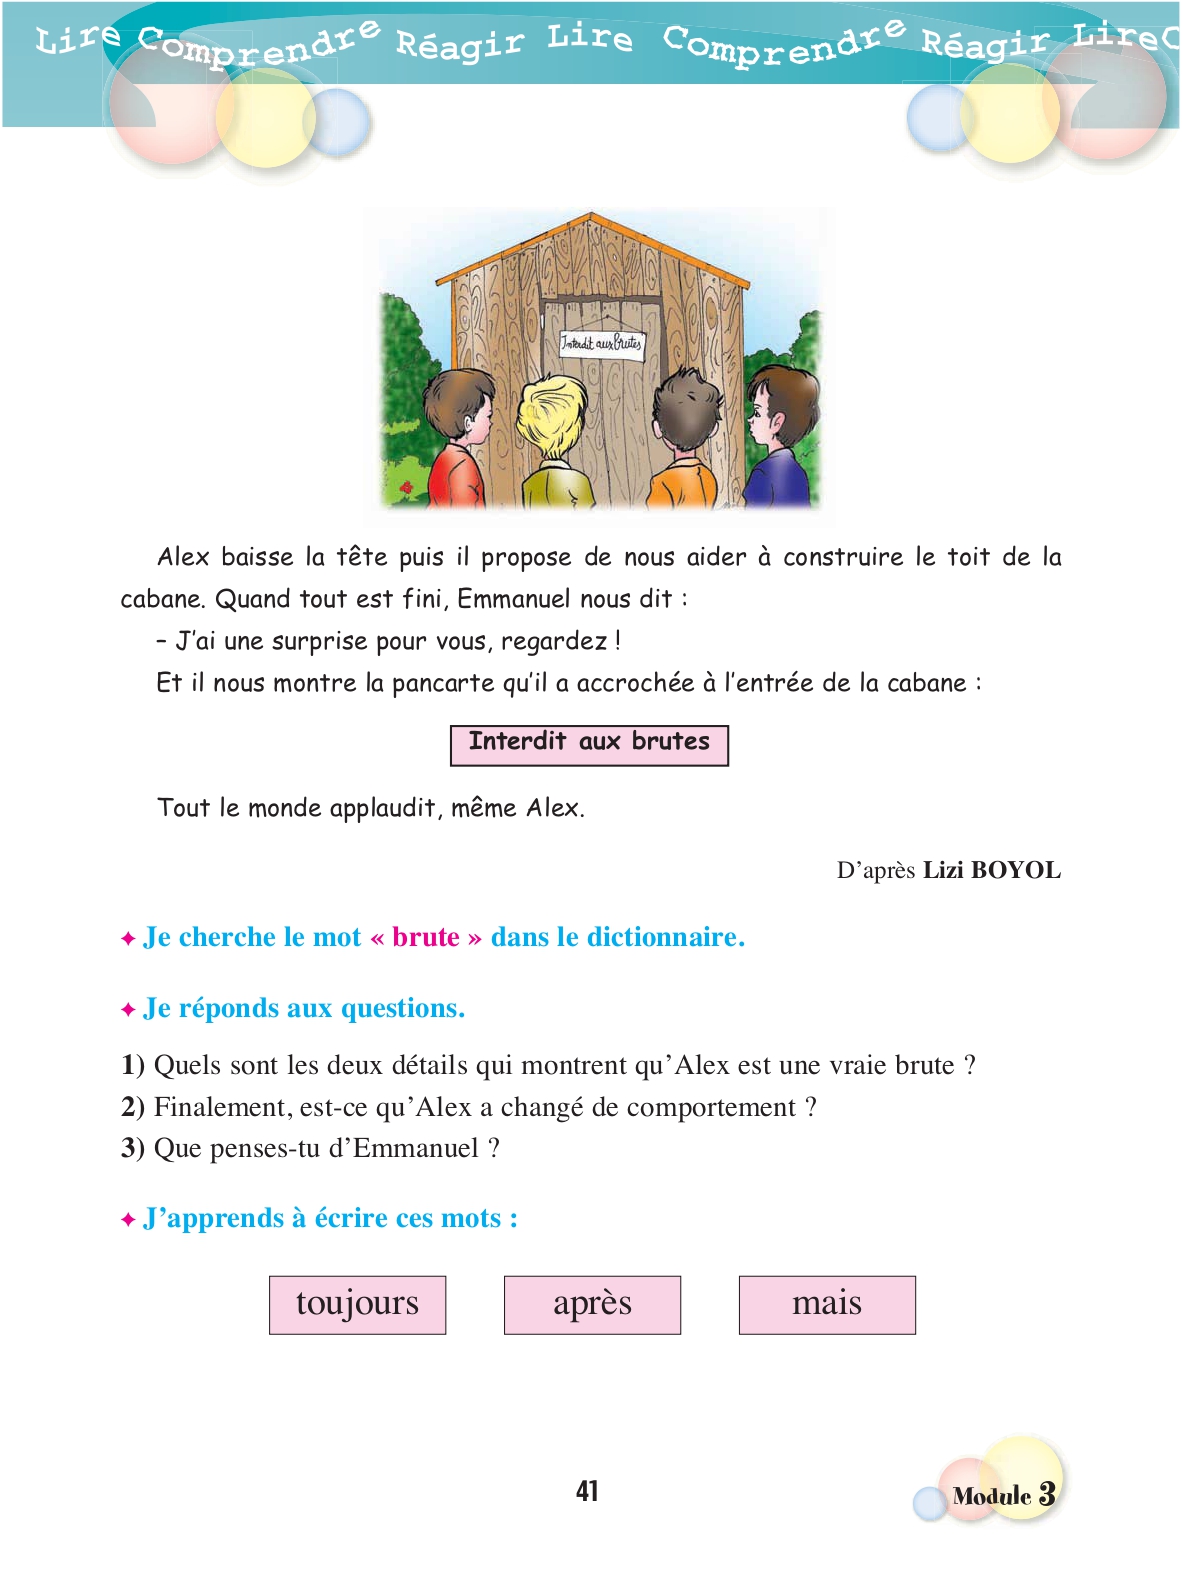 Lire Comprendre Réagir Lire Comprendre Réagir LireC
Interdit aux brutes
Alex baisse la tête puis il propose de nous aider à construire le toit de la
cabane. Quand tout est fini, Emmanuel nous dit :
– J'ai une surprise pour vous, regardez !
Et il nous montre la pancarte qu'il a accrochée à l'entrée de la cabane :
Interdit aux brutes
Tout le monde applaudit, même Alex.
D'après Lizi BOYOL
✦ Je cherche le mot « brute » dans le dictionnaire.
✦ Je réponds aux questions.
1) Quels sont les deux détails qui montrent qu'Alex est une vraie brute ?
2) Finalement, est-ce qu'Alex a changé de comportement ?
3) Que penses-tu d'Emmanuel ?
✦ J'apprends à écrire ces mots :
toujours après mais
41
Module 3